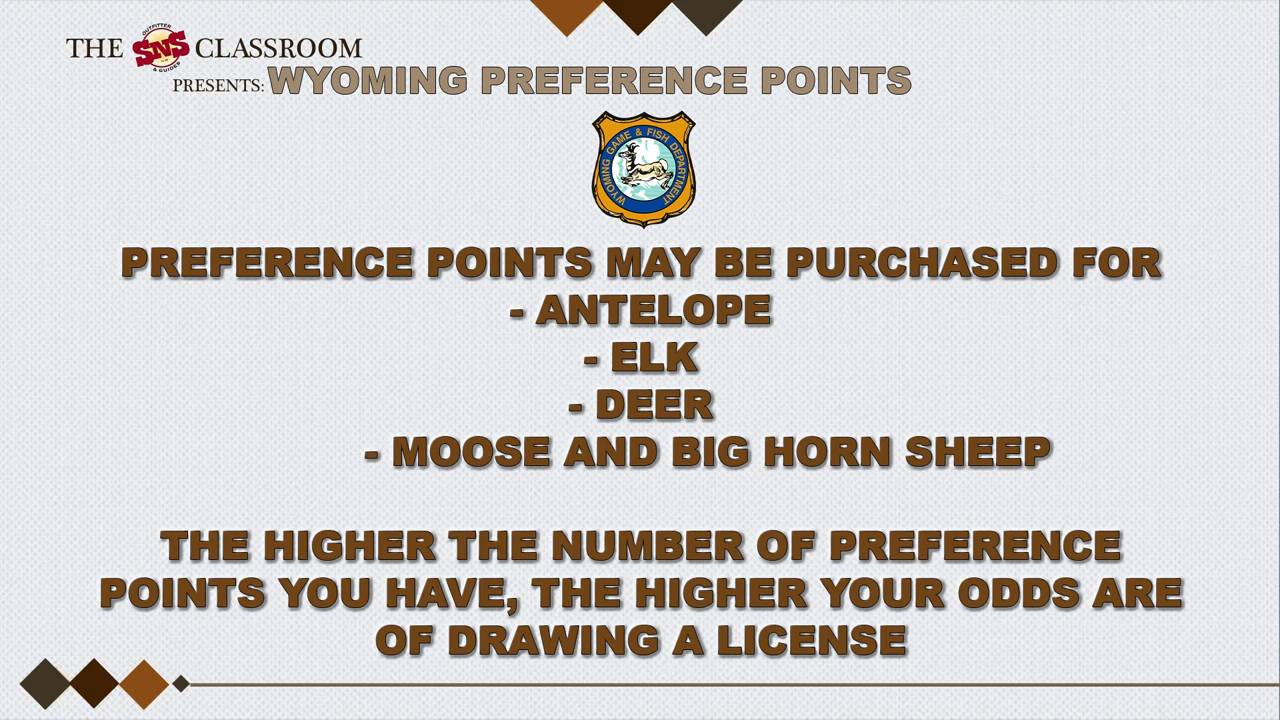 THE OUTFITTER SNS & GUIDES CLASSROOM
PRESENTS: WYOMING PREFERENCE POINTS
WYOMING GAME & FISH DEPARTMENT
PREFERENCE POINTS MAY BE PURCHASED FOR
- ANTELOPE
- ELK
- DEER
- MOOSE AND BIG HORN SHEEP
THE HIGHER THE NUMBER OF PREFERENCE
POINTS YOU HAVE, THE HIGHER YOUR ODDS ARE
OF DRAWING A LICENSE